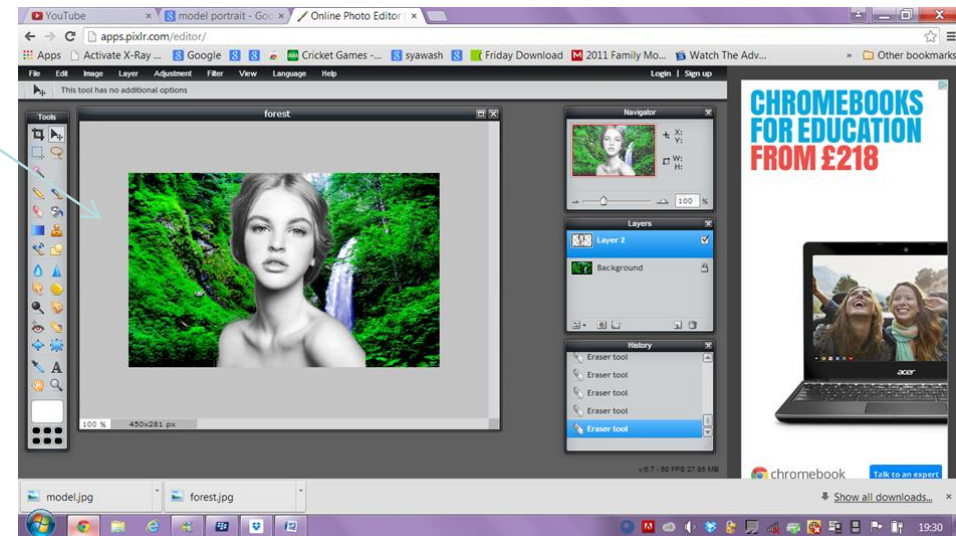 YouTube
model portrait - Goo
Online Photo Editor
apps.pixlr.com/editor/
Apps Activate X-Ray ... Google Cricket Games -... syawash Friday Download 2011 Family Mo... Watch The Adv... » Other bookmarks
File Edit Image Layer Adjustment Filter View Language Help Login | Sign up
This tool has no additional options
Tools
forest
100 % 450x281 px
Navigator
X:
Y:
W:
H:
100 %
Layers
Layer 2
Background
History
Eraser tool
Eraser tool
Eraser tool
Eraser tool
Eraser tool
CHROMEBOOKS
FOR EDUCATION
FROM £218
acer
chromebook
Talk to an expert
model.jpg
forest.jpg
Show all downloads...
19:30